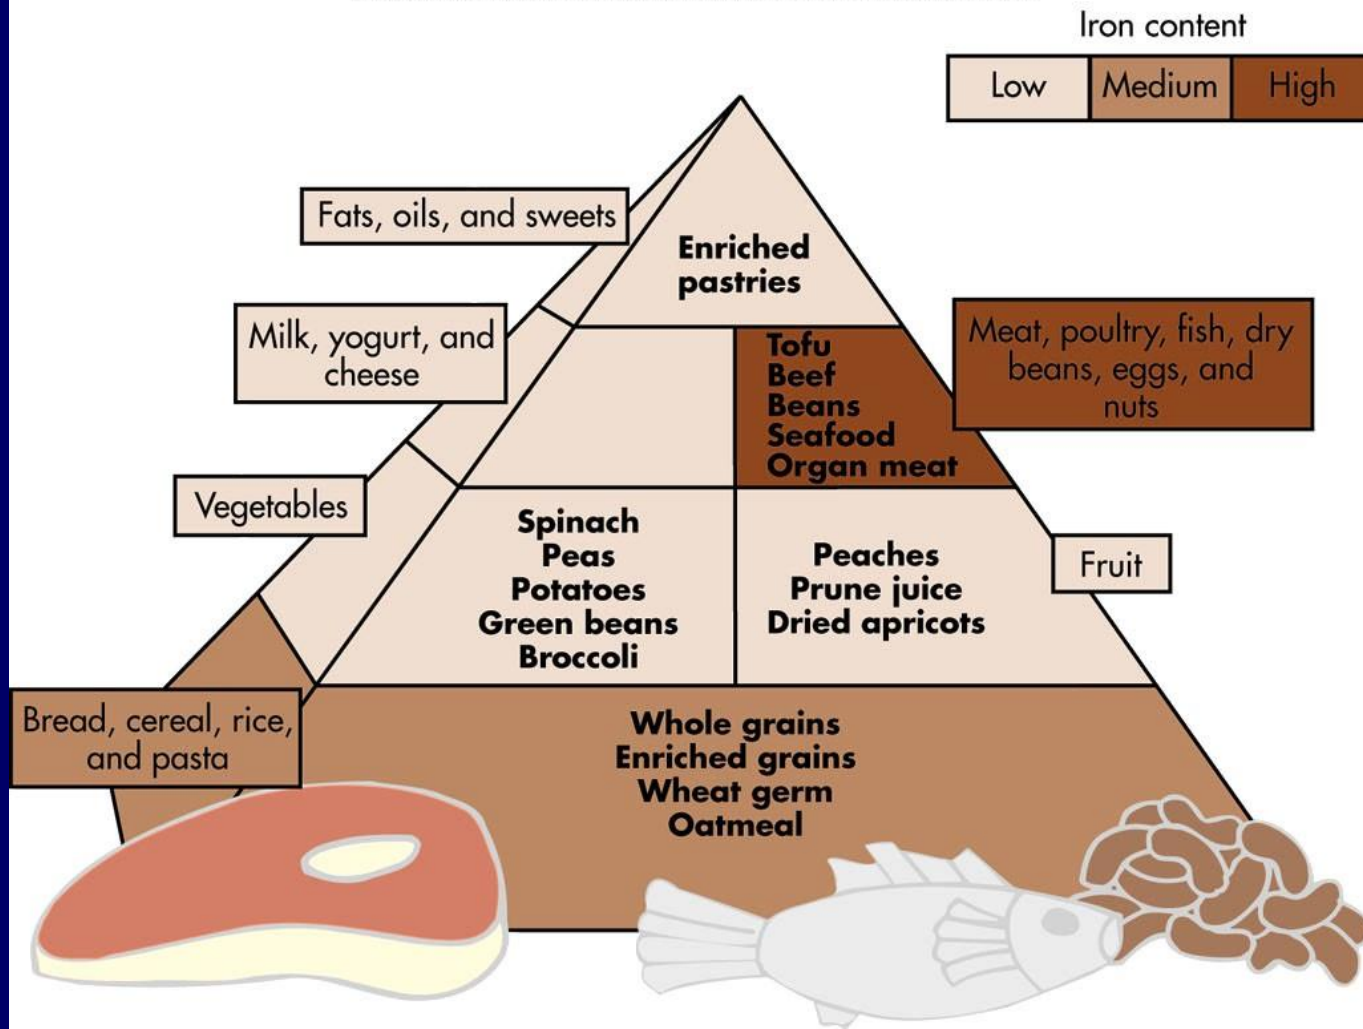 Iron content
Low
Medium
High
Fats, oils, and sweets
Enriched
pastries
Milk, yogurt, and
cheese
Tofu
Beef
Beans
Seafood
Organ meat
Meat, poultry, fish, dry
beans, eggs, and
nuts
Vegetables
Spinach
Peas
Potatoes
Green beans
Broccoli
Peaches
Prune juice
Dried apricots
Fruit
Bread, cereal, rice,
and pasta
Whole grains
Enriched grains
Wheat germ
Oatmeal